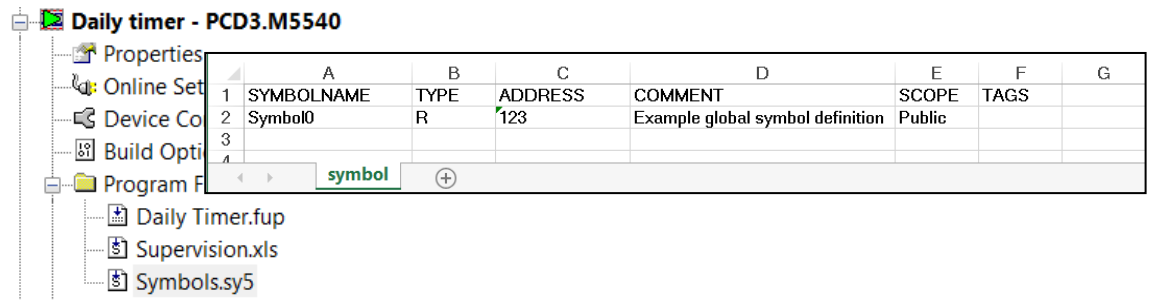 Daily timer - PCD3.M5540
Properties
Online Set
Device Co
Build Opti
Program F
Daily Timer.fup
Supervision.xls
Symbols.sy5
A B C D E F G
1 SYMBOLNAME TYPE ADDRESS COMMENT SCOPE TAGS
2 Symbol0 R 123 Example global symbol definition Public
3
4
symbol